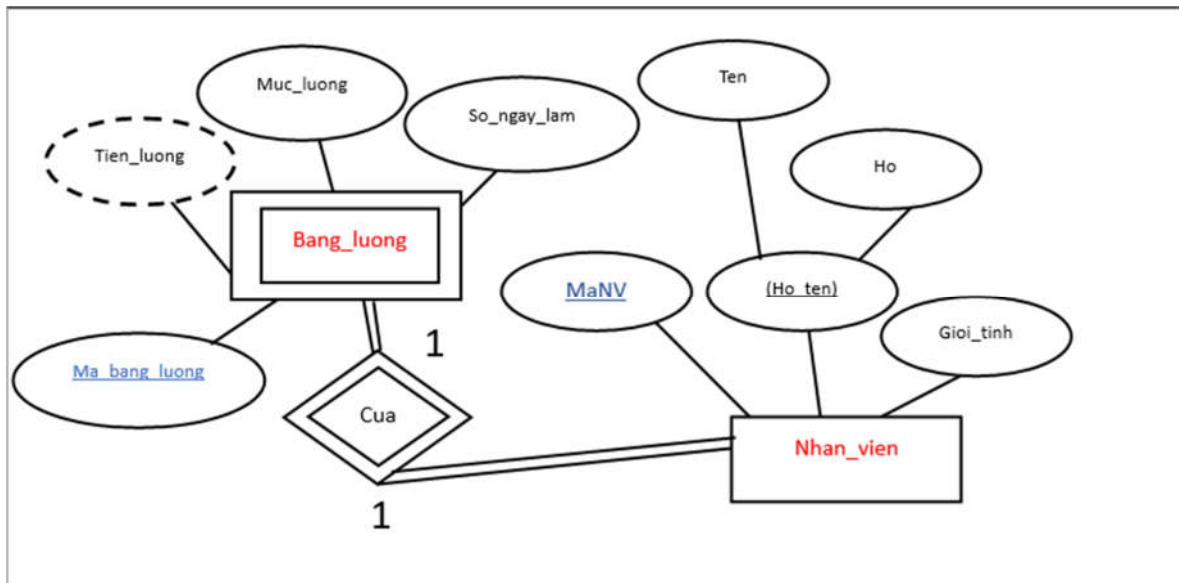 Ten
Muc_luong
So_ngay_lam
Tien_luong
Ho
Bang_luong
MaNV
(Ho_ten)
Gioi_tinh
1
Ma_bang_luong
Cua
Nhan_vien
1